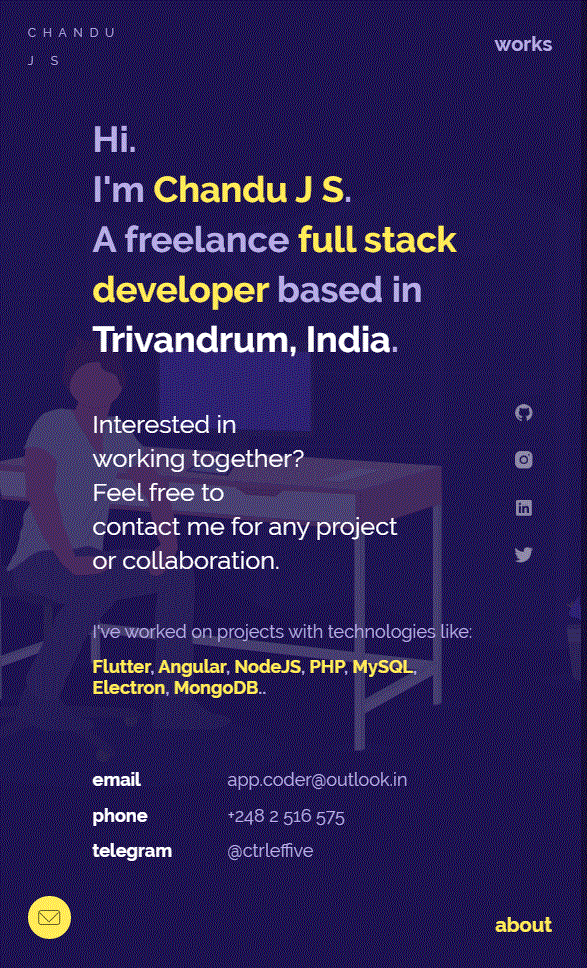 CHANDU
J S
works
Hi.
I'm Chandu J S.
A freelance full stack
developer based in
Trivandrum, India.
Interested in
working together?
Feel free to
contact me for any project
or collaboration.
I've worked on projects with technologies like:
Flutter, Angular, NodeJS, PHP, MySQL,
Electron, MongoDB..
email app.coder@outlook.in
phone +248 2 516 575
telegram @ctrleffive
about